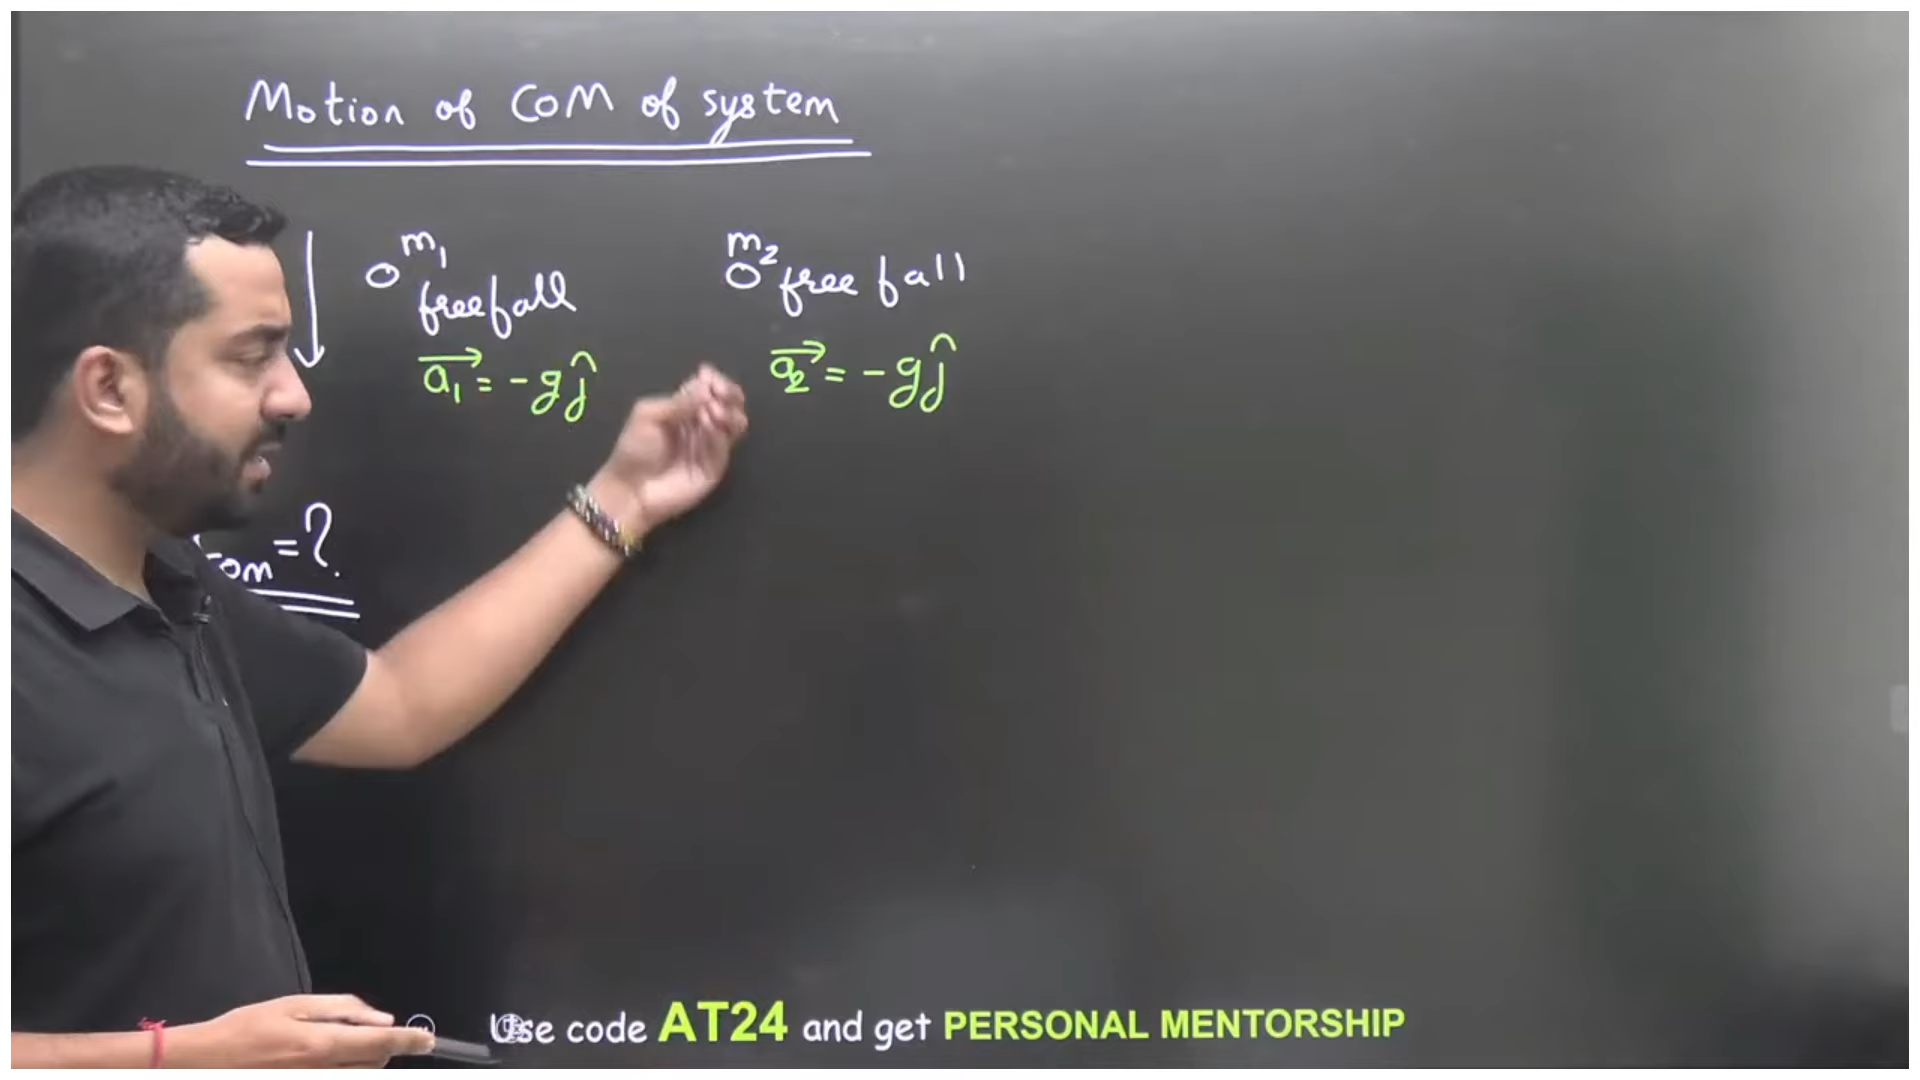 Motion of COM of system
m1
freefall
m2
free fall
a1 = -gĵ
a2 = -gĵ
com = ?
Use code AT24 and get PERSONAL MENTORSHIP